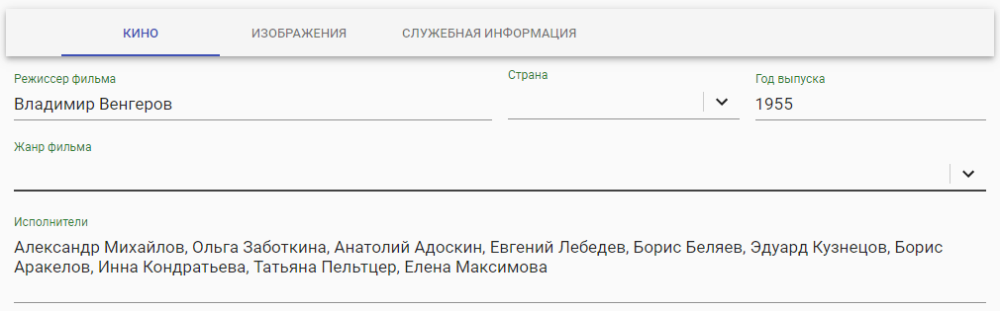 КИНО ИЗОБРАЖЕНИЯ СЛУЖЕБНАЯ ИНФОРМАЦИЯ
Режиссер фильма Страна Год выпуска
Владимир Венгеров 1955
Жанр фильма
Исполнители
Александр Михайлов, Ольга Заботкина, Анатолий Адоскин, Евгений Лебедев, Борис Беляев, Эдуард Кузнецов, Борис
Аракелов, Инна Кондратьева, Татьяна Пельтцер, Елена Максимова